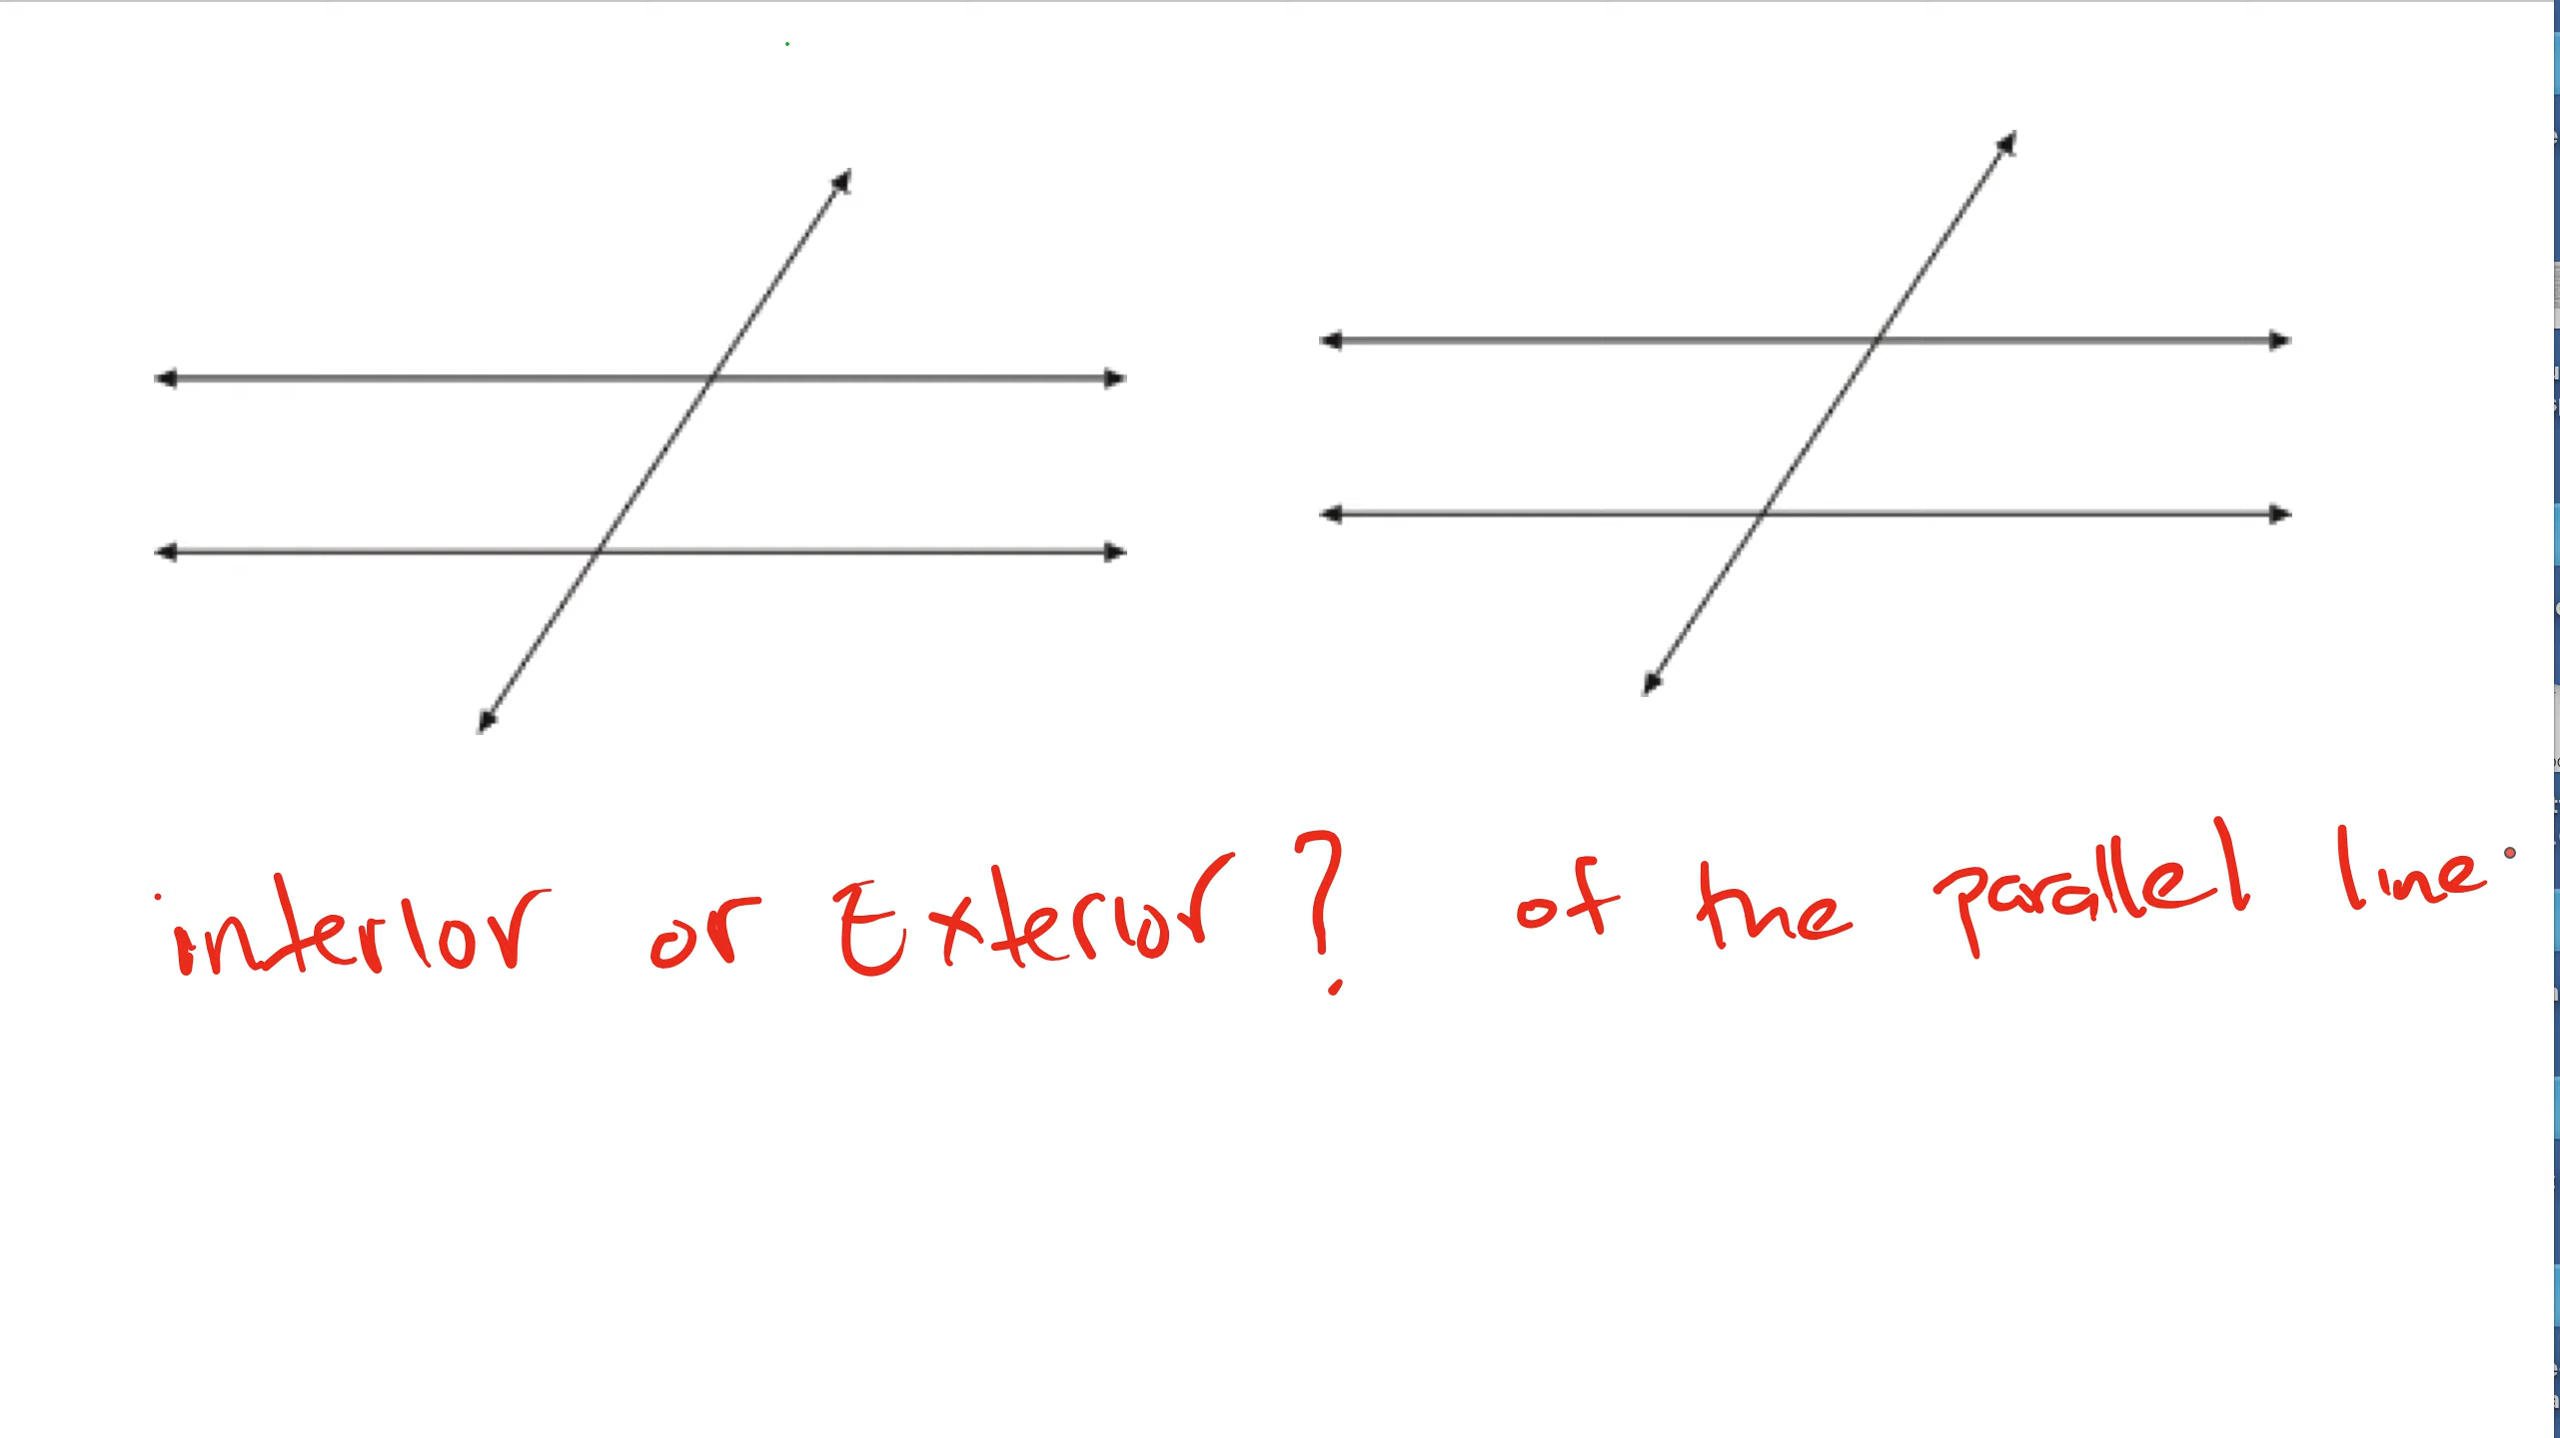 interior or Exterior? of the parallel line